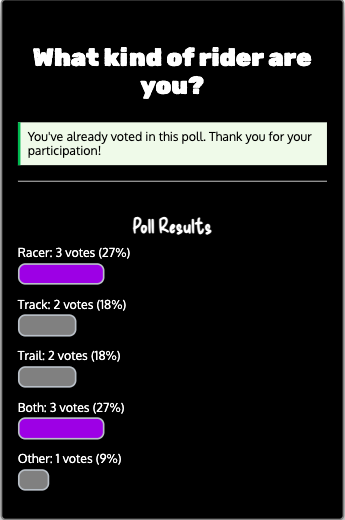 What kind of rider are
you?
You've already voted in this poll. Thank you for your
participation!
Poll Results
Racer: 3 votes (27%)
Track: 2 votes (18%)
Trail: 2 votes (18%)
Both: 3 votes (27%)
Other: 1 votes (9%)